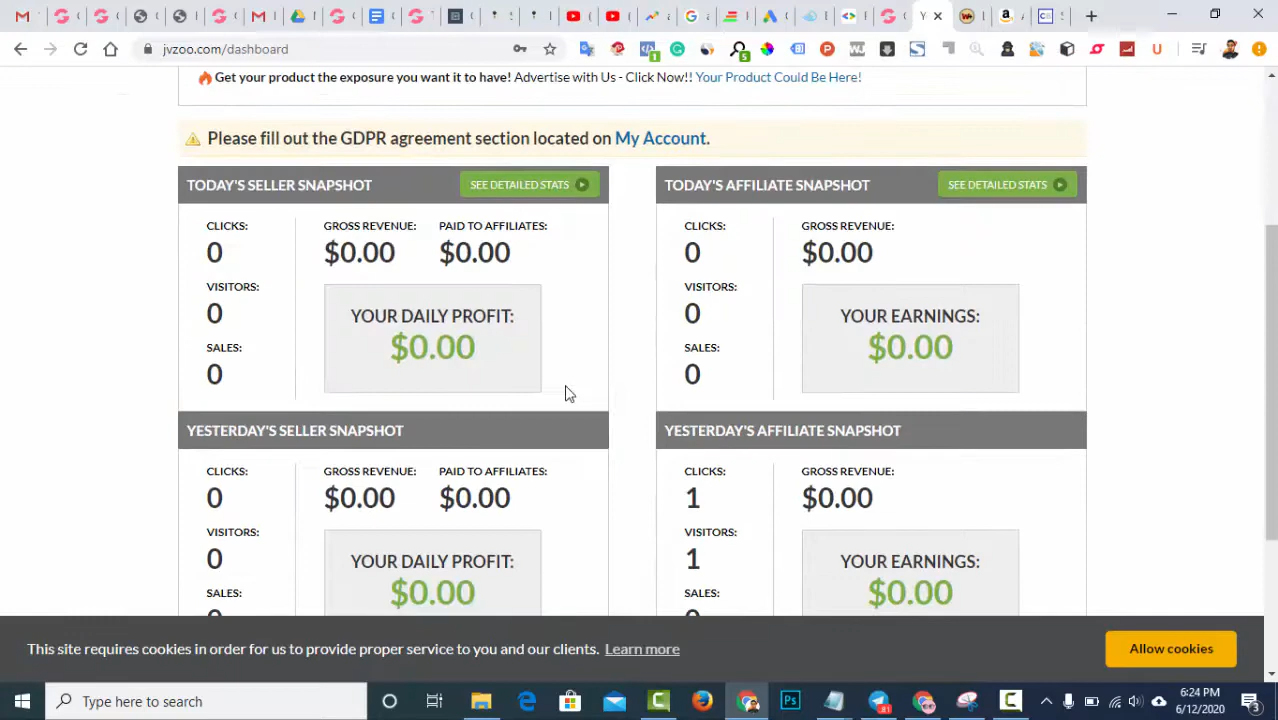 jvzoo.com/dashboard
Get your product the exposure you want it to have! Advertise with Us - Click Now!! Your Product Could Be Here!
Please fill out the GDPR agreement section located on My Account.
TODAY'S SELLER SNAPSHOT
SEE DETAILED STATS
CLICKS:
0
GROSS REVENUE:
$0.00
PAID TO AFFILIATES:
$0.00
VISITORS:
0
SALES:
0
YOUR DAILY PROFIT:
$0.00
TODAY'S AFFILIATE SNAPSHOT
SEE DETAILED STATS
CLICKS:
0
GROSS REVENUE:
$0.00
VISITORS:
0
SALES:
0
YOUR EARNINGS:
$0.00
YESTERDAY'S SELLER SNAPSHOT
CLICKS:
0
GROSS REVENUE:
$0.00
PAID TO AFFILIATES:
$0.00
VISITORS:
0
SALES:
YOUR DAILY PROFIT:
$0.00
YESTERDAY'S AFFILIATE SNAPSHOT
CLICKS:
1
GROSS REVENUE:
$0.00
VISITORS:
1
SALES:
YOUR EARNINGS:
$0.00
This site requires cookies in order for us to provide proper service to you and our clients. Learn more
Allow cookies
Type here to search
6:24 PM
6/12/2020